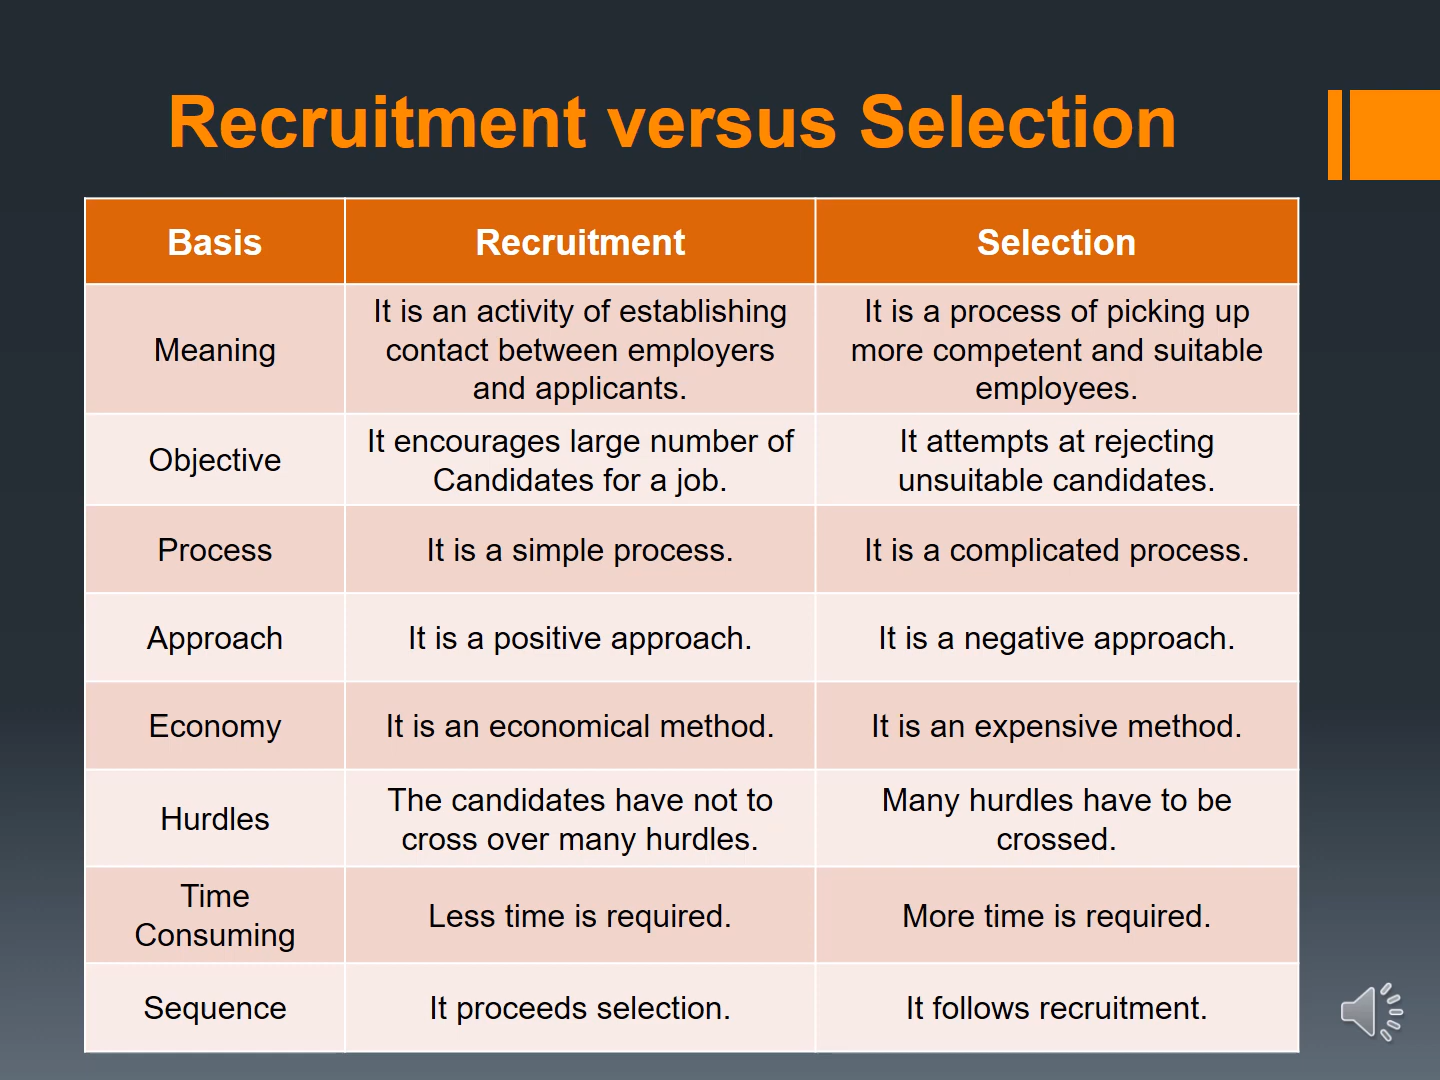 Recruitment versus Selection
Basis
Recruitment
Selection
Meaning
It is an activity of establishing
contact between employers
and applicants.
It is a process of picking up
more competent and suitable
employees.
Objective
It encourages large number of
Candidates for a job.
It attempts at rejecting
unsuitable candidates.
Process
It is a simple process.
It is a complicated process.
Approach
It is a positive approach.
It is a negative approach.
Economy
It is an economical method.
It is an expensive method.
Hurdles
The candidates have not to
cross over many hurdles.
Many hurdles have to be
crossed.
Time
Consuming
Less time is required.
More time is required.
Sequence
It proceeds selection.
It follows recruitment.